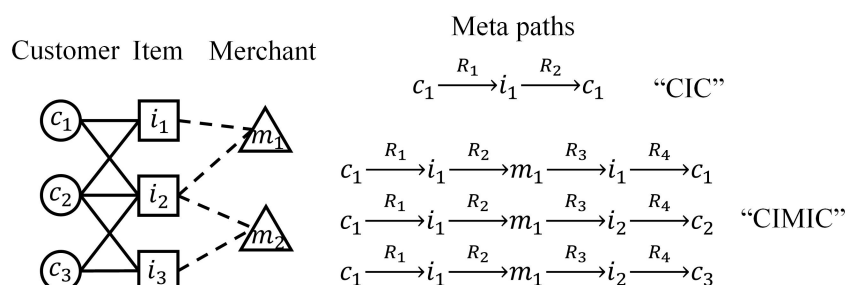 Meta paths
Customer Item Merchant
c₁ R₁ i₁ R₂ c₁ "CIC"
c₁ i₁ m₁
c₂ i₂
c₃ i₃ m₂
c₁ R₁ i₁ R₂ m₁ R₃ i₁ R₄ c₁
c₁ R₁ i₁ R₂ m₁ R₃ i₂ R₄ c₂ "CIMIC"
c₁ R₁ i₁ R₂ m₁ R₃ i₂ R₄ c₃